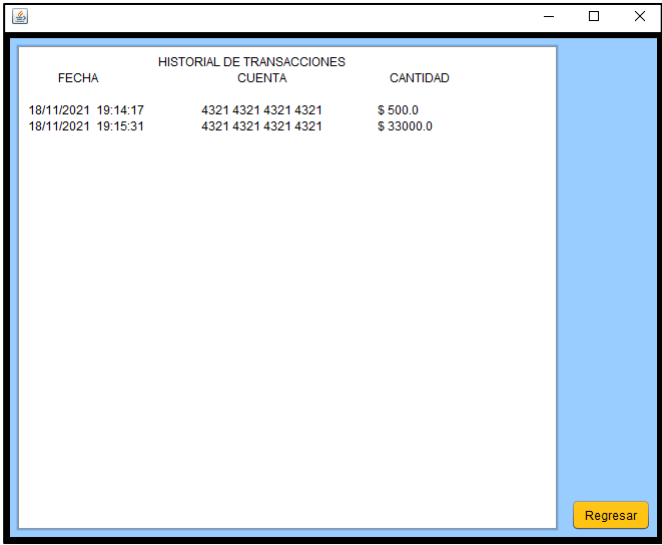 HISTORIAL DE TRANSACCIONES
FECHA CUENTA CANTIDAD
18/11/2021 19:14:17 4321 4321 4321 4321 $ 500.0
18/11/2021 19:15:31 4321 4321 4321 4321 $ 33000.0
Regresar